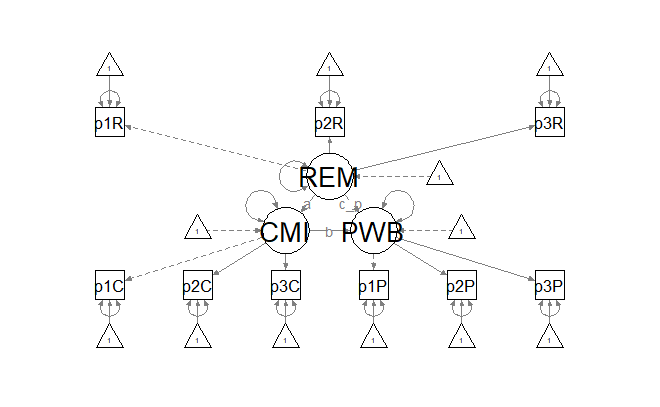 1 1 1
p1R p2R p3R
REM 1
a c_p
1 CMI b PWB 1
p1C p2C p3C p1P p2P p3P
1 1 1 1 1 1